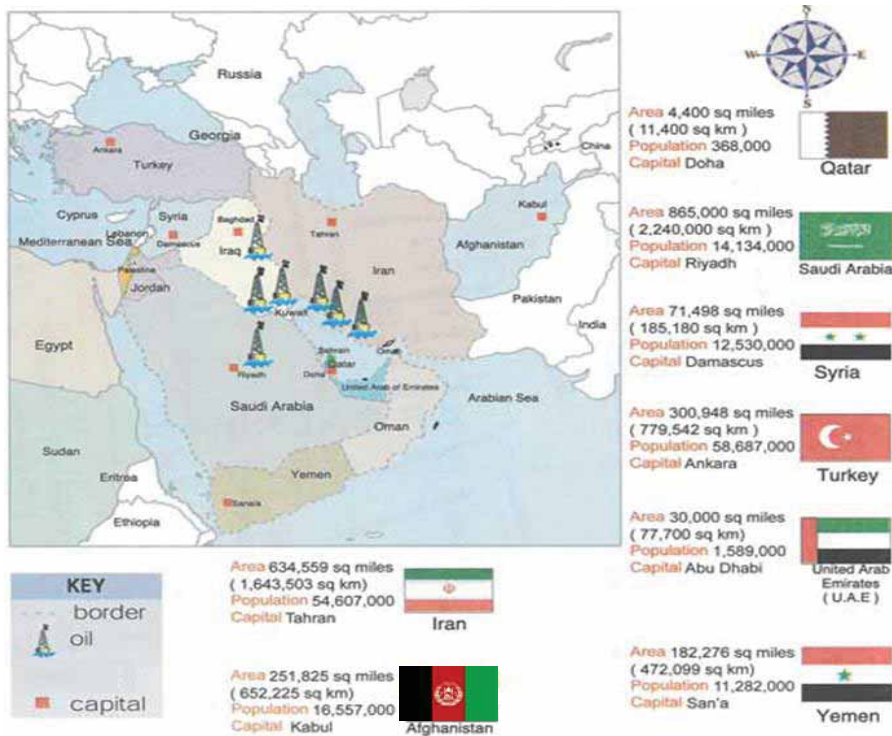 N
W
E
S
Russia
Georgia
Ankara
Turkey
China
Cyprus
Syria
Lebanon
Mediterranean Sea
Damascus
Baghdad
Iraq
Tahran
Iran
Kabul
Afghanistan
Palestine
Jordan
Kuwait
Pakistan
India
Egypt
Riyadh
Bahrain
Qatar
Doha
Oman
United Arab of Emirates
Saudi Arabia
Arabian Sea
Oman
Sudan
Yemen
Eritrea
San'a
Ethiopia
Area 4,400 sq miles
( 11,400 sq km )
Population 368,000
Capital Doha
Qatar
Area 865,000 sq miles
( 2,240,000 sq km )
Population 14,134,000
Capital Riyadh
Saudi Arabia
Area 71,498 sq miles
( 185,180 sq km )
Population 12,530,000
Capital Damascus
Syria
Area 300,948 sq miles
(779,542 sq km )
Population 58,687,000
Capital Ankara
Turkey
Area 30,000 sq miles
( 77,700 sq km )
Population 1,589,000
Capital Abu Dhabi
United Arab
Emirates
( U.A.E )
Area 182,276 sq miles
( 472,099 sq km )
Population 11,282,000
Capital San'a
Yemen
KEY
border
oil
capital
Area 634,559 sq miles
( 1,643,503 sq km )
Population 54,607,000
Capital Tahran
Iran
Area 251,825 sq miles
( 652,225 sq km )
Population 16,557,000
Capital Kabul
Afghanistan